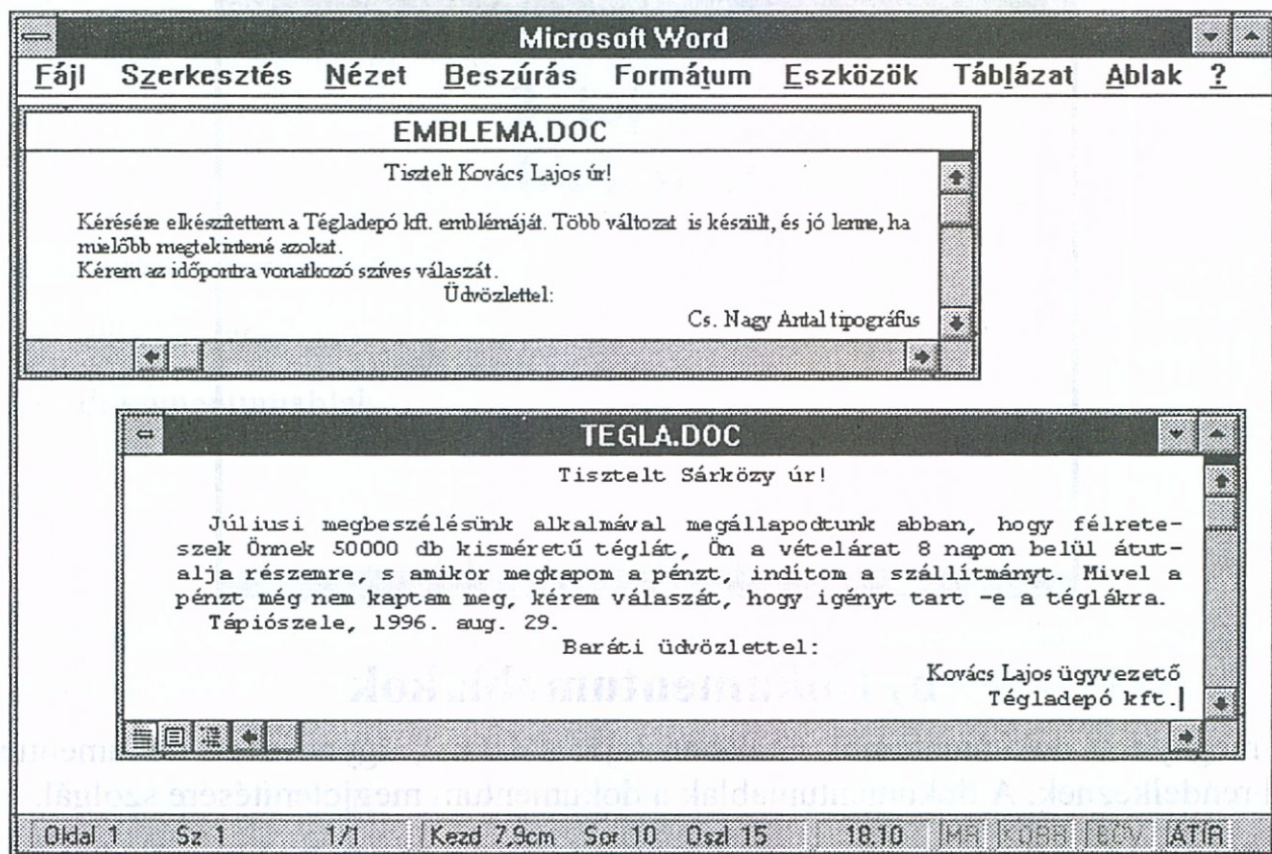 Microsoft Word
Fájl Szerkesztés Nézet Beszúrás Formátum Eszközök Táblázat Ablak ?
EMBLEMA.DOC
Tisztelt Kovács Lajos úr!
Kérésére elkészítettem a Tégladepó kft. emblémáját. Több változat is készült, és jó lenne, ha
mielőbb megtekintené azokat.
Kérem az időpontra vonatkozó szíves válaszát.
Üdvözlettel:
Cs. Nagy Antal tipográfus
TEGLA.DOC
Tisztelt Sárközy úr!
Júliusi megbeszélésünk alkalmával megállapodtunk abban, hogy félrete-
szek Önnek 50000 db kisméretű téglát, Ön a vételárat 8 napon belül átut-
alja részemre, s amikor megkapom a pénzt, indítom a szállítmányt. Mivel a
pénzt még nem kaptam meg, kérem válaszát, hogy igényt tart -e a téglákra.
Tápiószele, 1996. aug. 29.
Baráti üdvözlettel:
Kovács Lajos ügyvezető
Tégladepó kft.
Oldal 1 Sz 1 1/1 Kezd 7,9cm Sor 10 Oszl 15 18.10 MR KORR BŐV ÁTÍR